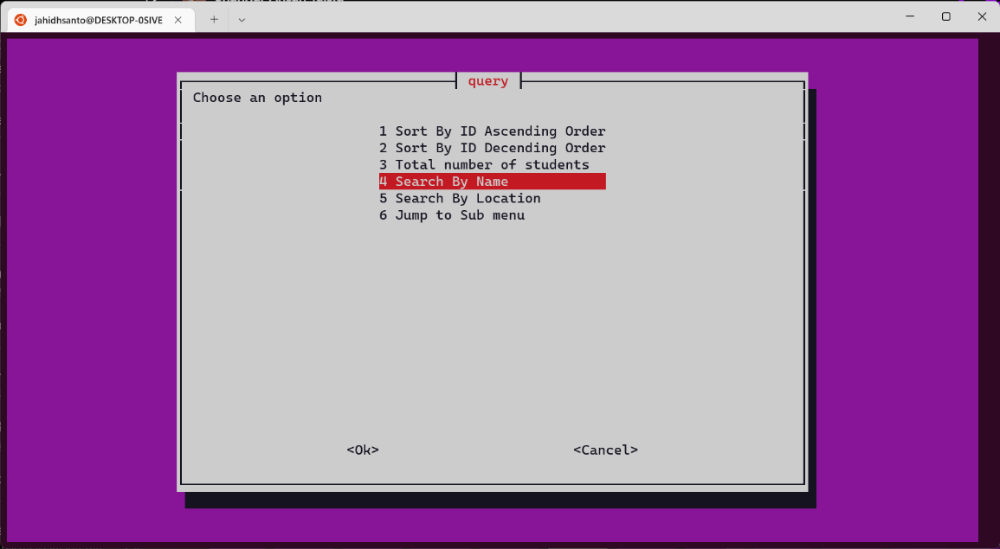 jahidhsanto@DESKTOP-0SIVE
query
Choose an option
1 Sort By ID Ascending Order
2 Sort By ID Decending Order
3 Total number of students
4 Search By Name
5 Search By Location
6 Jump to Sub menu
<Ok> <Cancel>